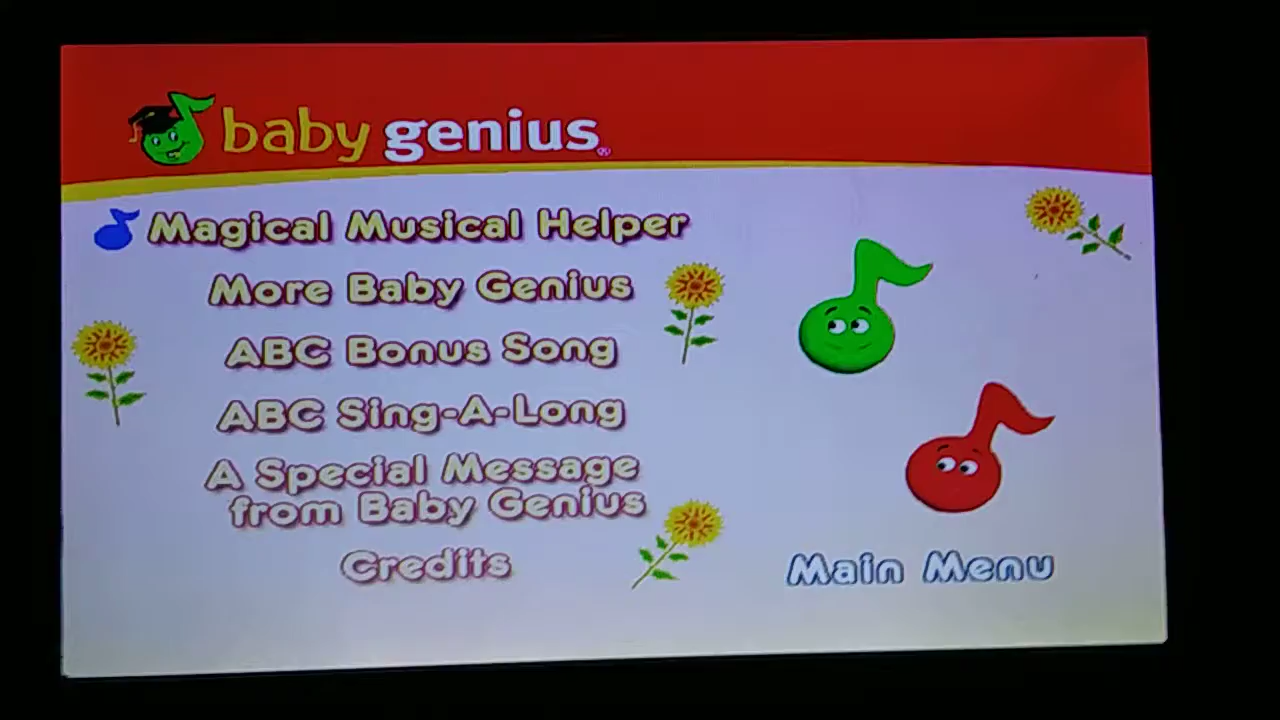 baby genius®
Magical Musical Helper
More Baby Genius
ABC Bonus Song
ABC Sing-A-Long
A Special Message
from Baby Genius
Credits
Main Menu